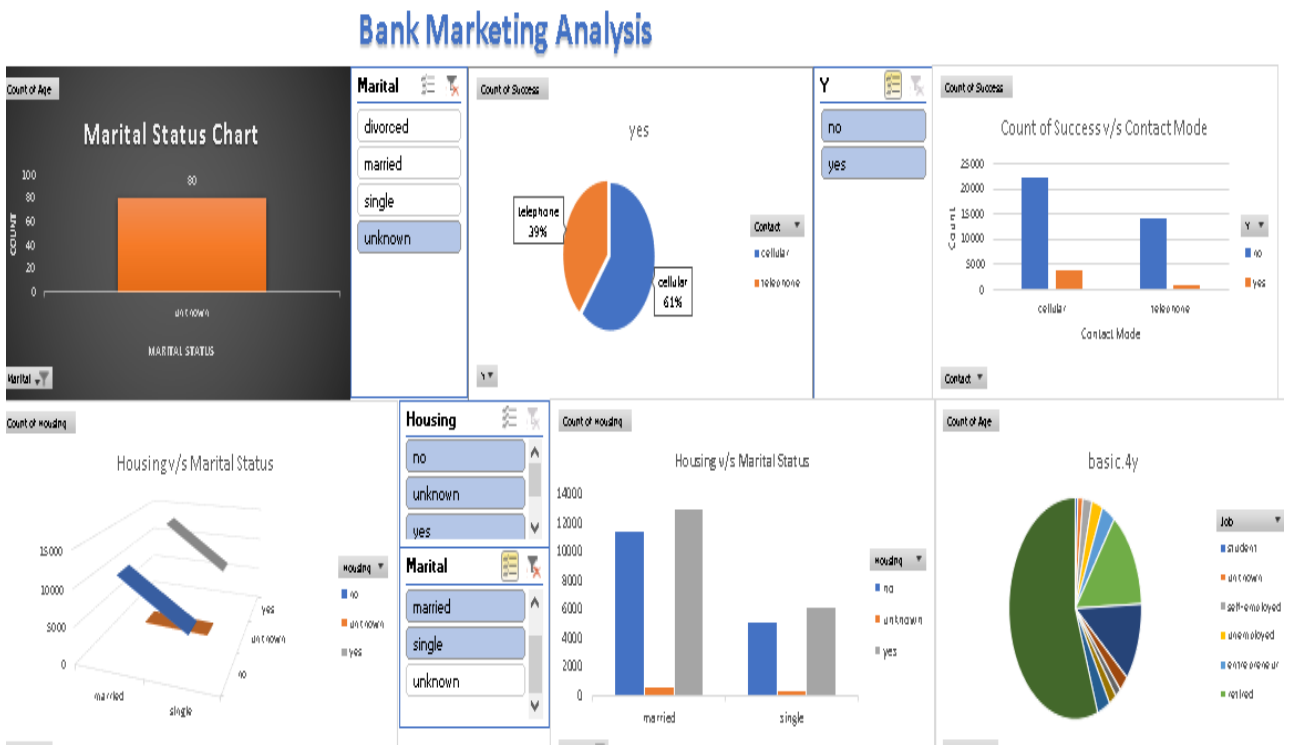 Bank Marketing Analysis
Count of Age
Marital Status Chart
100
80
60
40
20
0
COUNT
80
unknown
MARITAL STATUS
Marital
Marital
divorced
married
single
unknown
Count of Success
yes
telephone
39%
cellular
61%
Contact
cellular
telephone
Y
Y
no
yes
Count of Success
Count of Success v/s Contact Mode
25000
20000
15000
10000
5000
0
Count
cellular
telephone
Contact Mode
Y
no
yes
Contact
Count of Housing
Housing v/s Marital Status
15000
10000
5000
0
married
single
yes
unknown
no
Housing
no
unknown
yes
Housing
no
unknown
yes
Marital
married
single
unknown
Count of Housing
Housing v/s Marital Status
14000
12000
10000
8000
6000
4000
2000
0
married
single
Housing
no
unknown
yes
Count of Age
basic.4y
Job
student
unknown
self-employed
unemployed
entrepreneur
retired